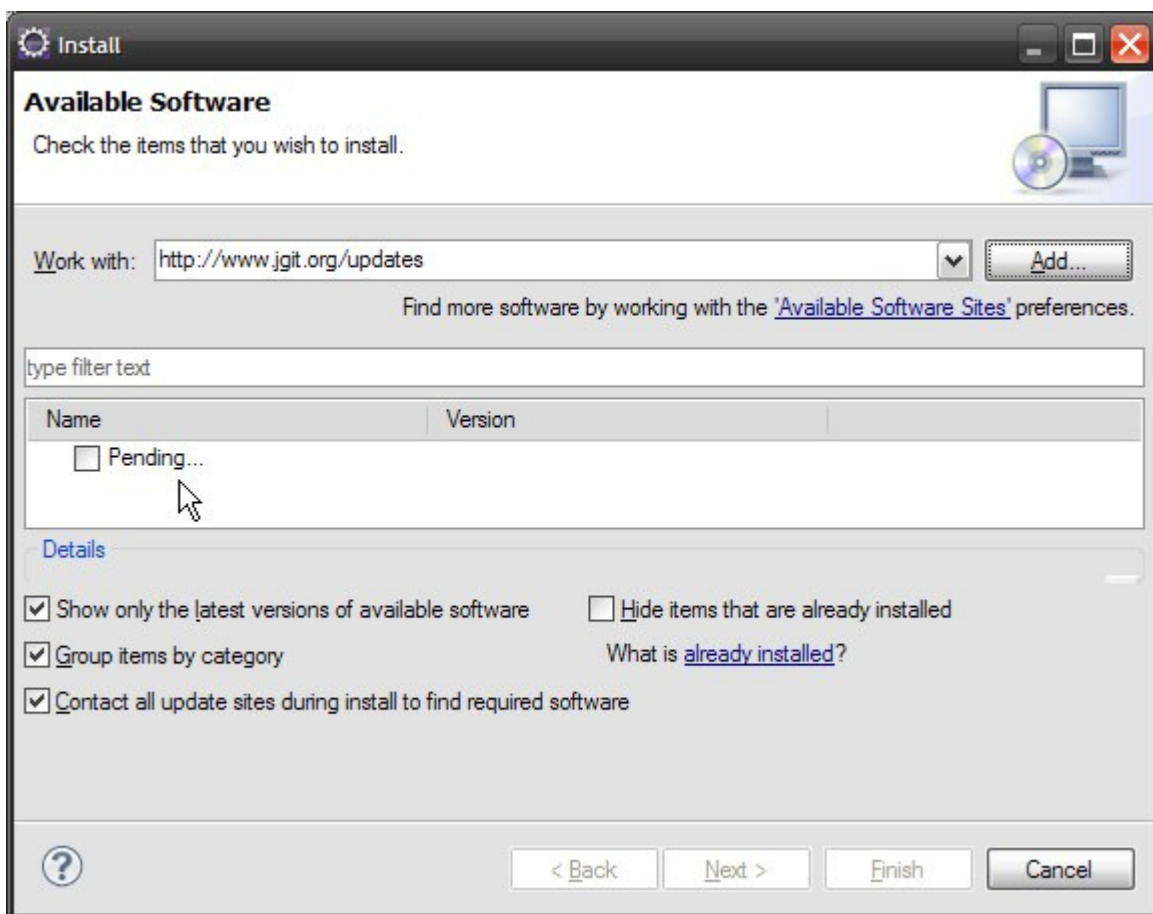 Install
Available Software
Check the items that you wish to install.
Work with: http://www.jgit.org/updates Add...
Find more software by working with the 'Available Software Sites' preferences.
type filter text
Name Version
Pending...
Details
Show only the latest versions of available software Hide items that are already installed
Group items by category What is already installed?
Contact all update sites during install to find required software
? < Back Next > Finish Cancel